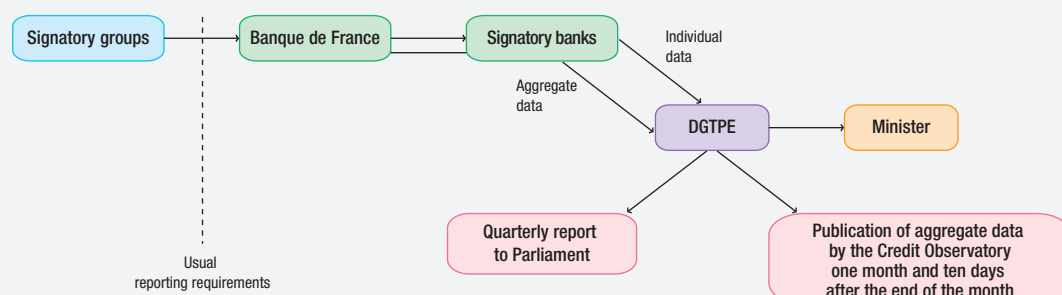 Signatory groups
Banque de France
Signatory banks
Individual
data
Aggregate
data
DGTPE
Minister
Quarterly report
to Parliament
Publication of aggregate data
by the Credit Observatory
one month and ten days
after the end of the month
Usual
reporting requirements